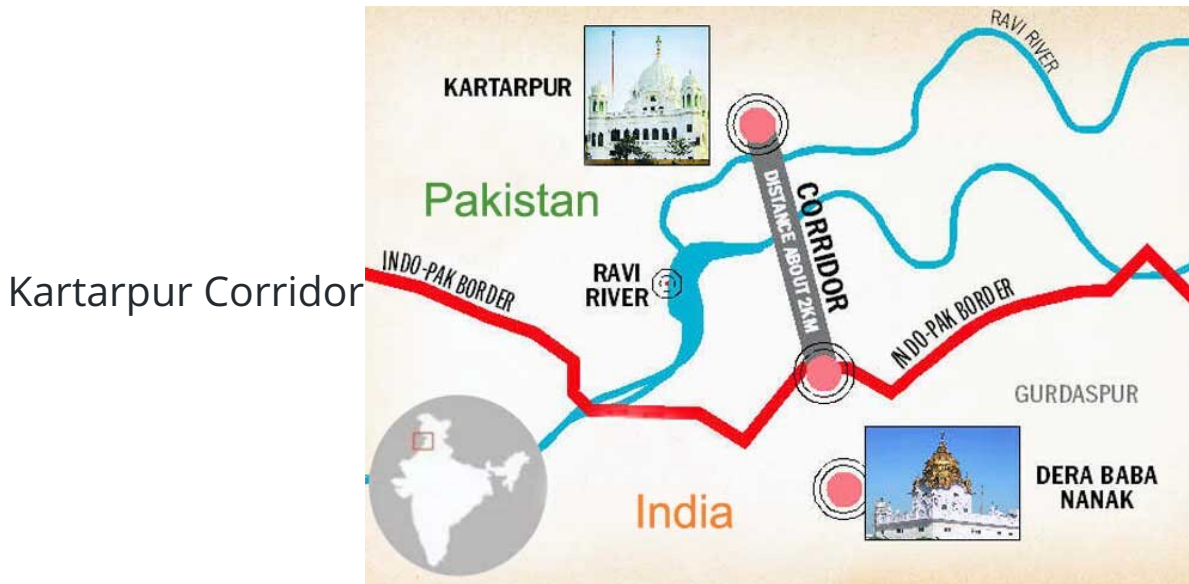 Kartarpur Corridor
RAVI RIVER
KARTARPUR
Pakistan
DISTANCE ABOUT 2KM
CORRIDOR
INDO-PAK BORDER
RAVI
RIVER
INDO-PAK BORDER
GURDASPUR
DERA BABA
NANAK
India